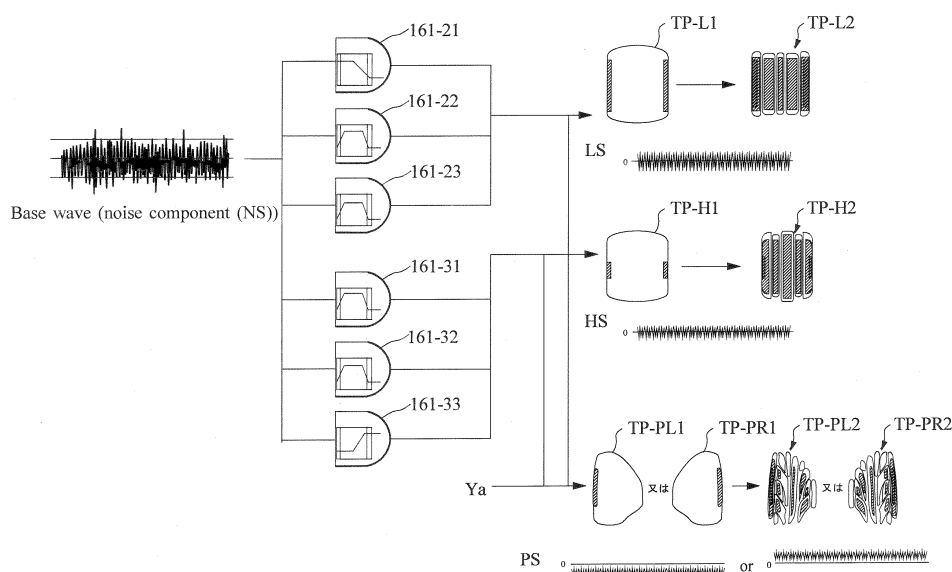 161-21
161-22
161-23
Base wave (noise component (NS))
161-31
161-32
161-33
TP-L1
TP-L2
LS
0
TP-H1
TP-H2
HS
0
TP-PL1
TP-PR1
TP-PL2
TP-PR2
Ya
又は
又は
PS
0
or
0